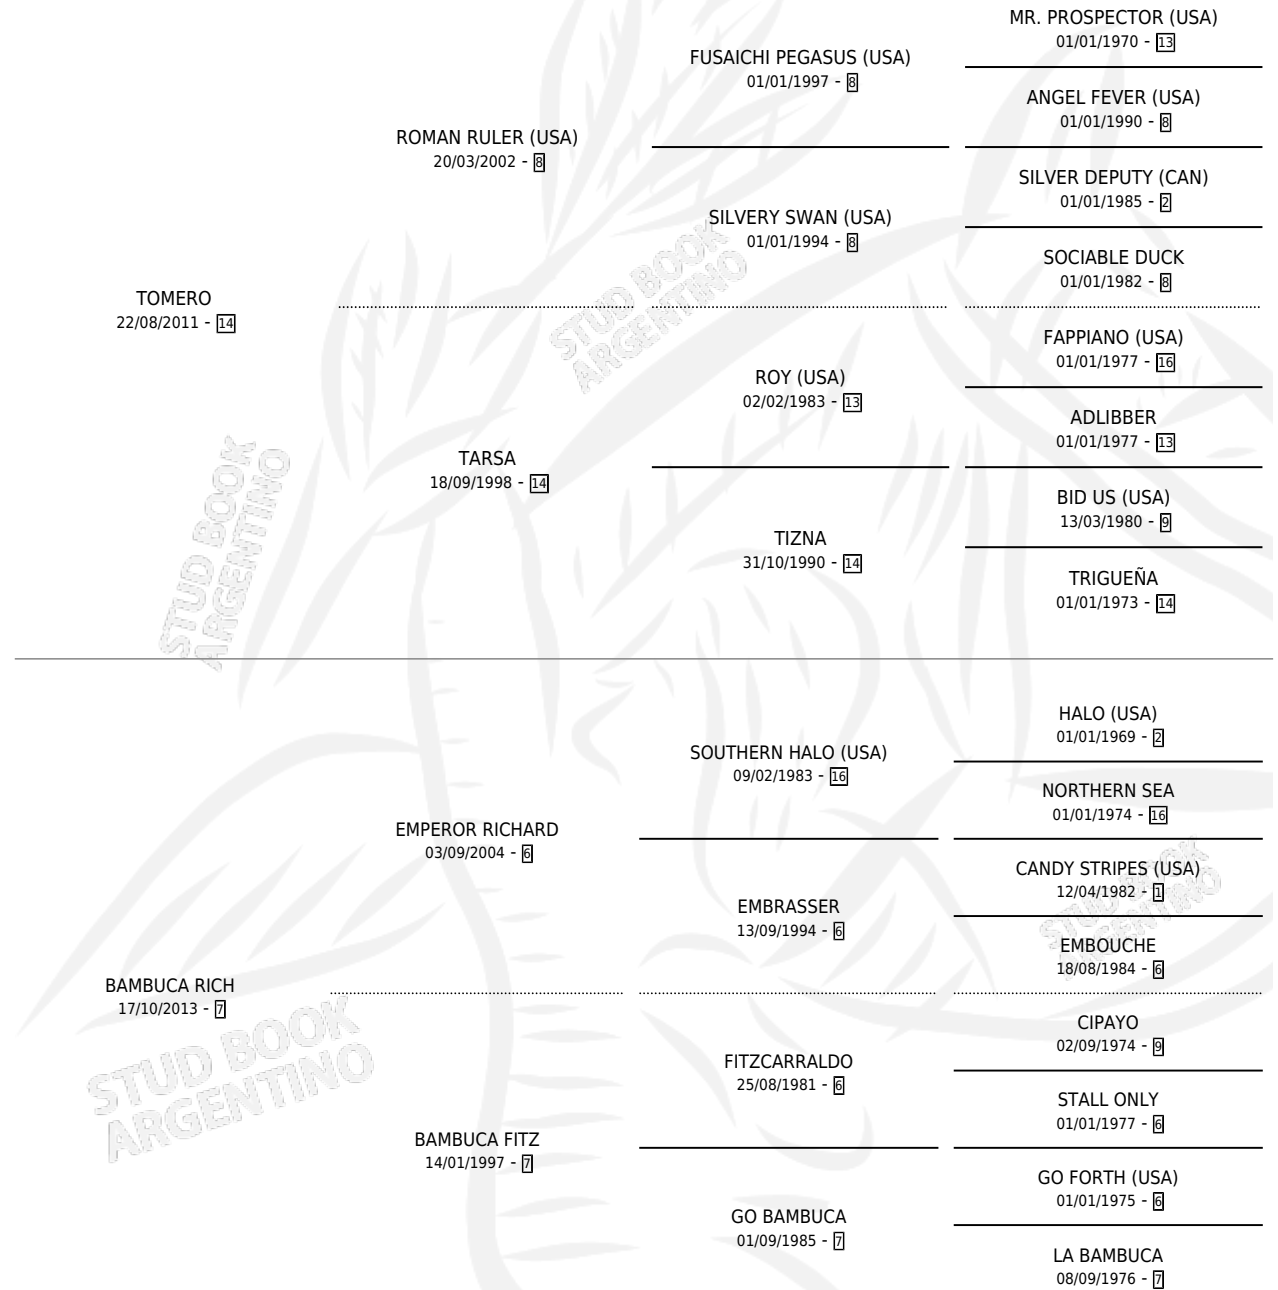 MR. PROSPECTOR (USA)
01/01/1970 - 13
FUSAICHI PEGASUS (USA)
01/01/1997 - 8
ANGEL FEVER (USA)
01/01/1990 - 8
ROMAN RULER (USA)
20/03/2002 - 8
SILVER DEPUTY (CAN)
01/01/1985 - 2
SILVERY SWAN (USA)
01/01/1994 - 8
SOCIABLE DUCK
01/01/1982 - 8
TOMERO
22/08/2011 - 14
STUD BOOK
ARGENTINO
FAPPIANO (USA)
01/01/1977 - 16
ROY (USA)
02/02/1983 - 13
ADLIBBER
01/01/1977 - 13
TARSA
18/09/1998 - 14
BID US (USA)
13/03/1980 - 9
TIZNA
31/10/1990 - 14
TRIGUEÑA
01/01/1973 - 14
STUD BOOK
ARGENTINO
HALO (USA)
01/01/1969 - 2
SOUTHERN HALO (USA)
09/02/1983 - 16
NORTHERN SEA
01/01/1974 - 16
EMPEROR RICHARD
03/09/2004 - 6
CANDY STRIPES (USA)
12/04/1982 - 1
EMBRASSER
13/09/1994 - 6
EMBOUCHE
18/08/1984 - 6
STUD BOOK
ARGENTINO
BAMBUCA RICH
17/10/2013 - 7
STUD BOOK
ARGENTINO
CIPAYO
02/09/1974 - 9
FITZCARRALDO
25/08/1981 - 6
STALL ONLY
01/01/1977 - 6
BAMBUCA FITZ
14/01/1997 - 7
GO FORTH (USA)
01/01/1975 - 6
GO BAMBUCA
01/09/1985 - 7
LA BAMBUCA
08/09/1976 - 7